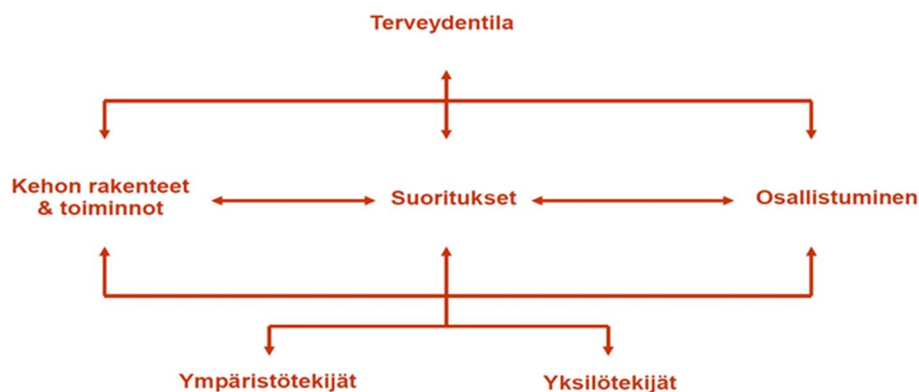 Terveydentila
Kehon rakenteet
& toiminnot
Suoritukset
Osallistuminen
Ympäristötekijät
Yksilötekijät